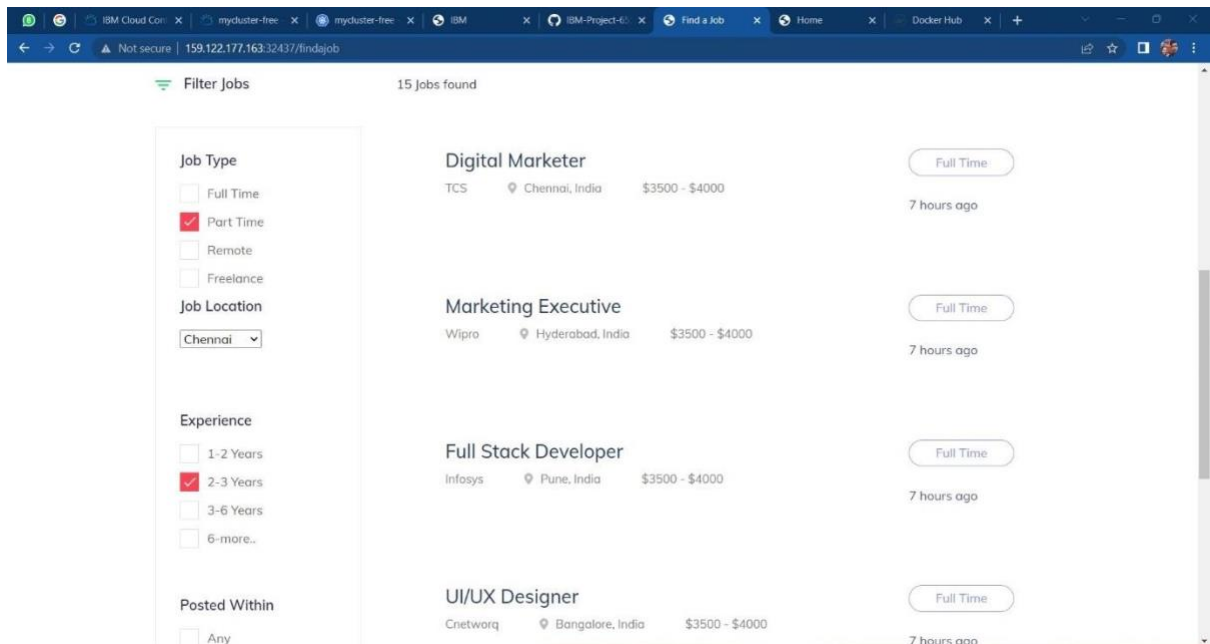 IBM Cloud Con
mycluster-free
mycluster-free
IBM
IBM-Project-65
Find a Job
Home
Docker Hub
Not secure | 159.122.177.163:32437/findajob
Filter Jobs
15 Jobs found
Job Type
Full Time
Part Time
Remote
Freelance
Job Location
Chennai
Experience
1-2 Years
2-3 Years
3-6 Years
6-more..
Posted Within
Any
Digital Marketer
Full Time
TCS Chennai, India $3500 - $4000
7 hours ago
Marketing Executive
Full Time
Wipro Hyderabad, India $3500 - $4000
7 hours ago
Full Stack Developer
Full Time
Infosys Pune, India $3500 - $4000
7 hours ago
UI/UX Designer
Full Time
Cnetworq Bangalore, India $3500 - $4000
7 hours ago